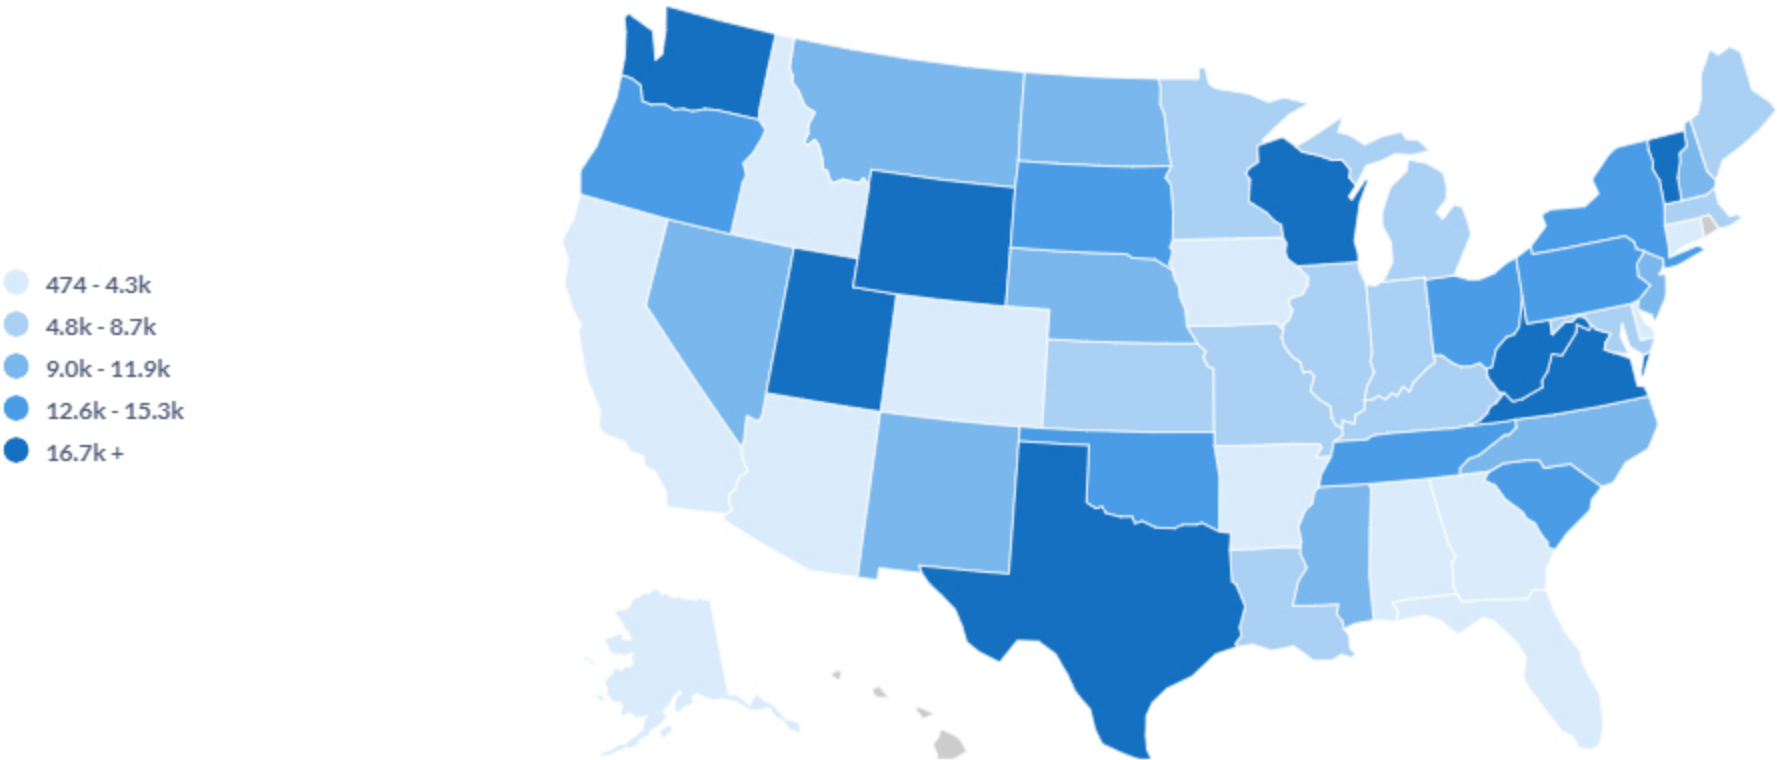 474 - 4.3k
4.8k - 8.7k
9.0k - 11.9k
12.6k - 15.3k
16.7k +